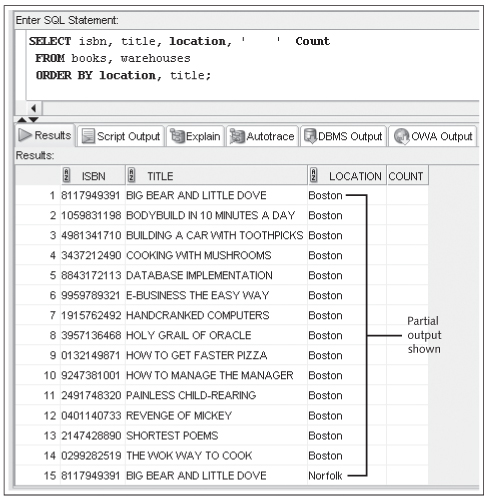 Enter SQL Statement:
SELECT isbn, title, location, '     '  Count
FROM books, warehouses
ORDER BY location, title;
Results Script Output Explain Autotrace DBMS Output OWA Output
Results:
ISBN TITLE LOCATION COUNT
1 8117949391 BIG BEAR AND LITTLE DOVE Boston
2 1059831198 BODYBUILD IN 10 MINUTES A DAY Boston
3 4981341710 BUILDING A CAR WITH TOOTHPICKS Boston
4 3437212490 COOKING WITH MUSHROOMS Boston
5 8843172113 DATABASE IMPLEMENTATION Boston
6 9959789321 E-BUSINESS THE EASY WAY Boston
7 1915762492 HANDCRANKED COMPUTERS Boston
8 3957136468 HOLY GRAIL OF ORACLE Boston
9 0132149871 HOW TO GET FASTER PIZZA Boston
10 9247381001 HOW TO MANAGE THE MANAGER Boston
11 2491748320 PAINLESS CHILD-REARING Boston
12 0401140733 REVENGE OF MICKEY Boston
13 2147428890 SHORTEST POEMS Boston
14 0299282519 THE WOK WAY TO COOK Boston
15 8117949391 BIG BEAR AND LITTLE DOVE Norfolk
Partial
output
shown